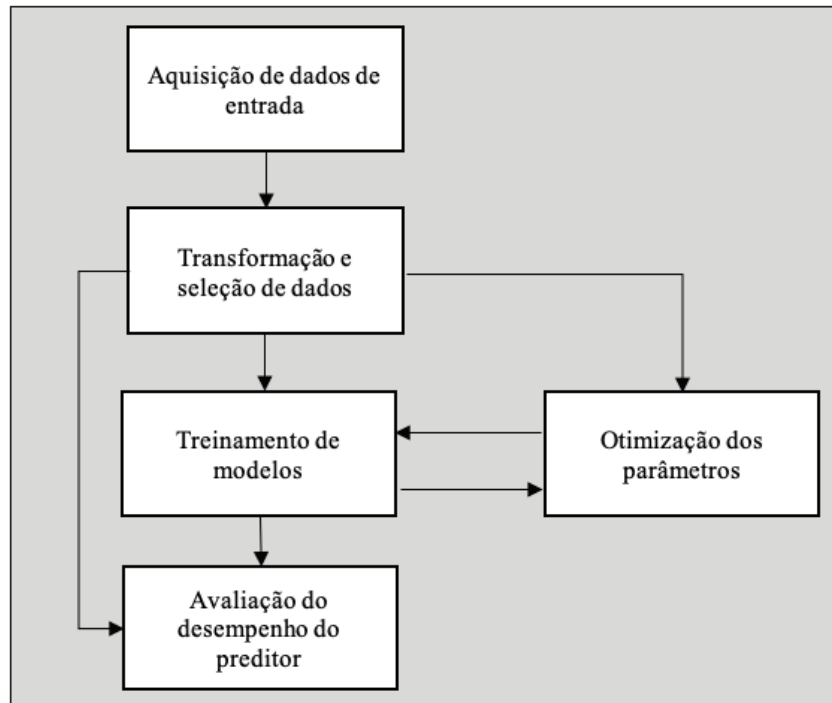 Aquisição de dados de
entrada
Transformação e
seleção de dados
Treinamento de
modelos
Otimização dos
parâmetros
Avaliação do
desempenho do
preditor